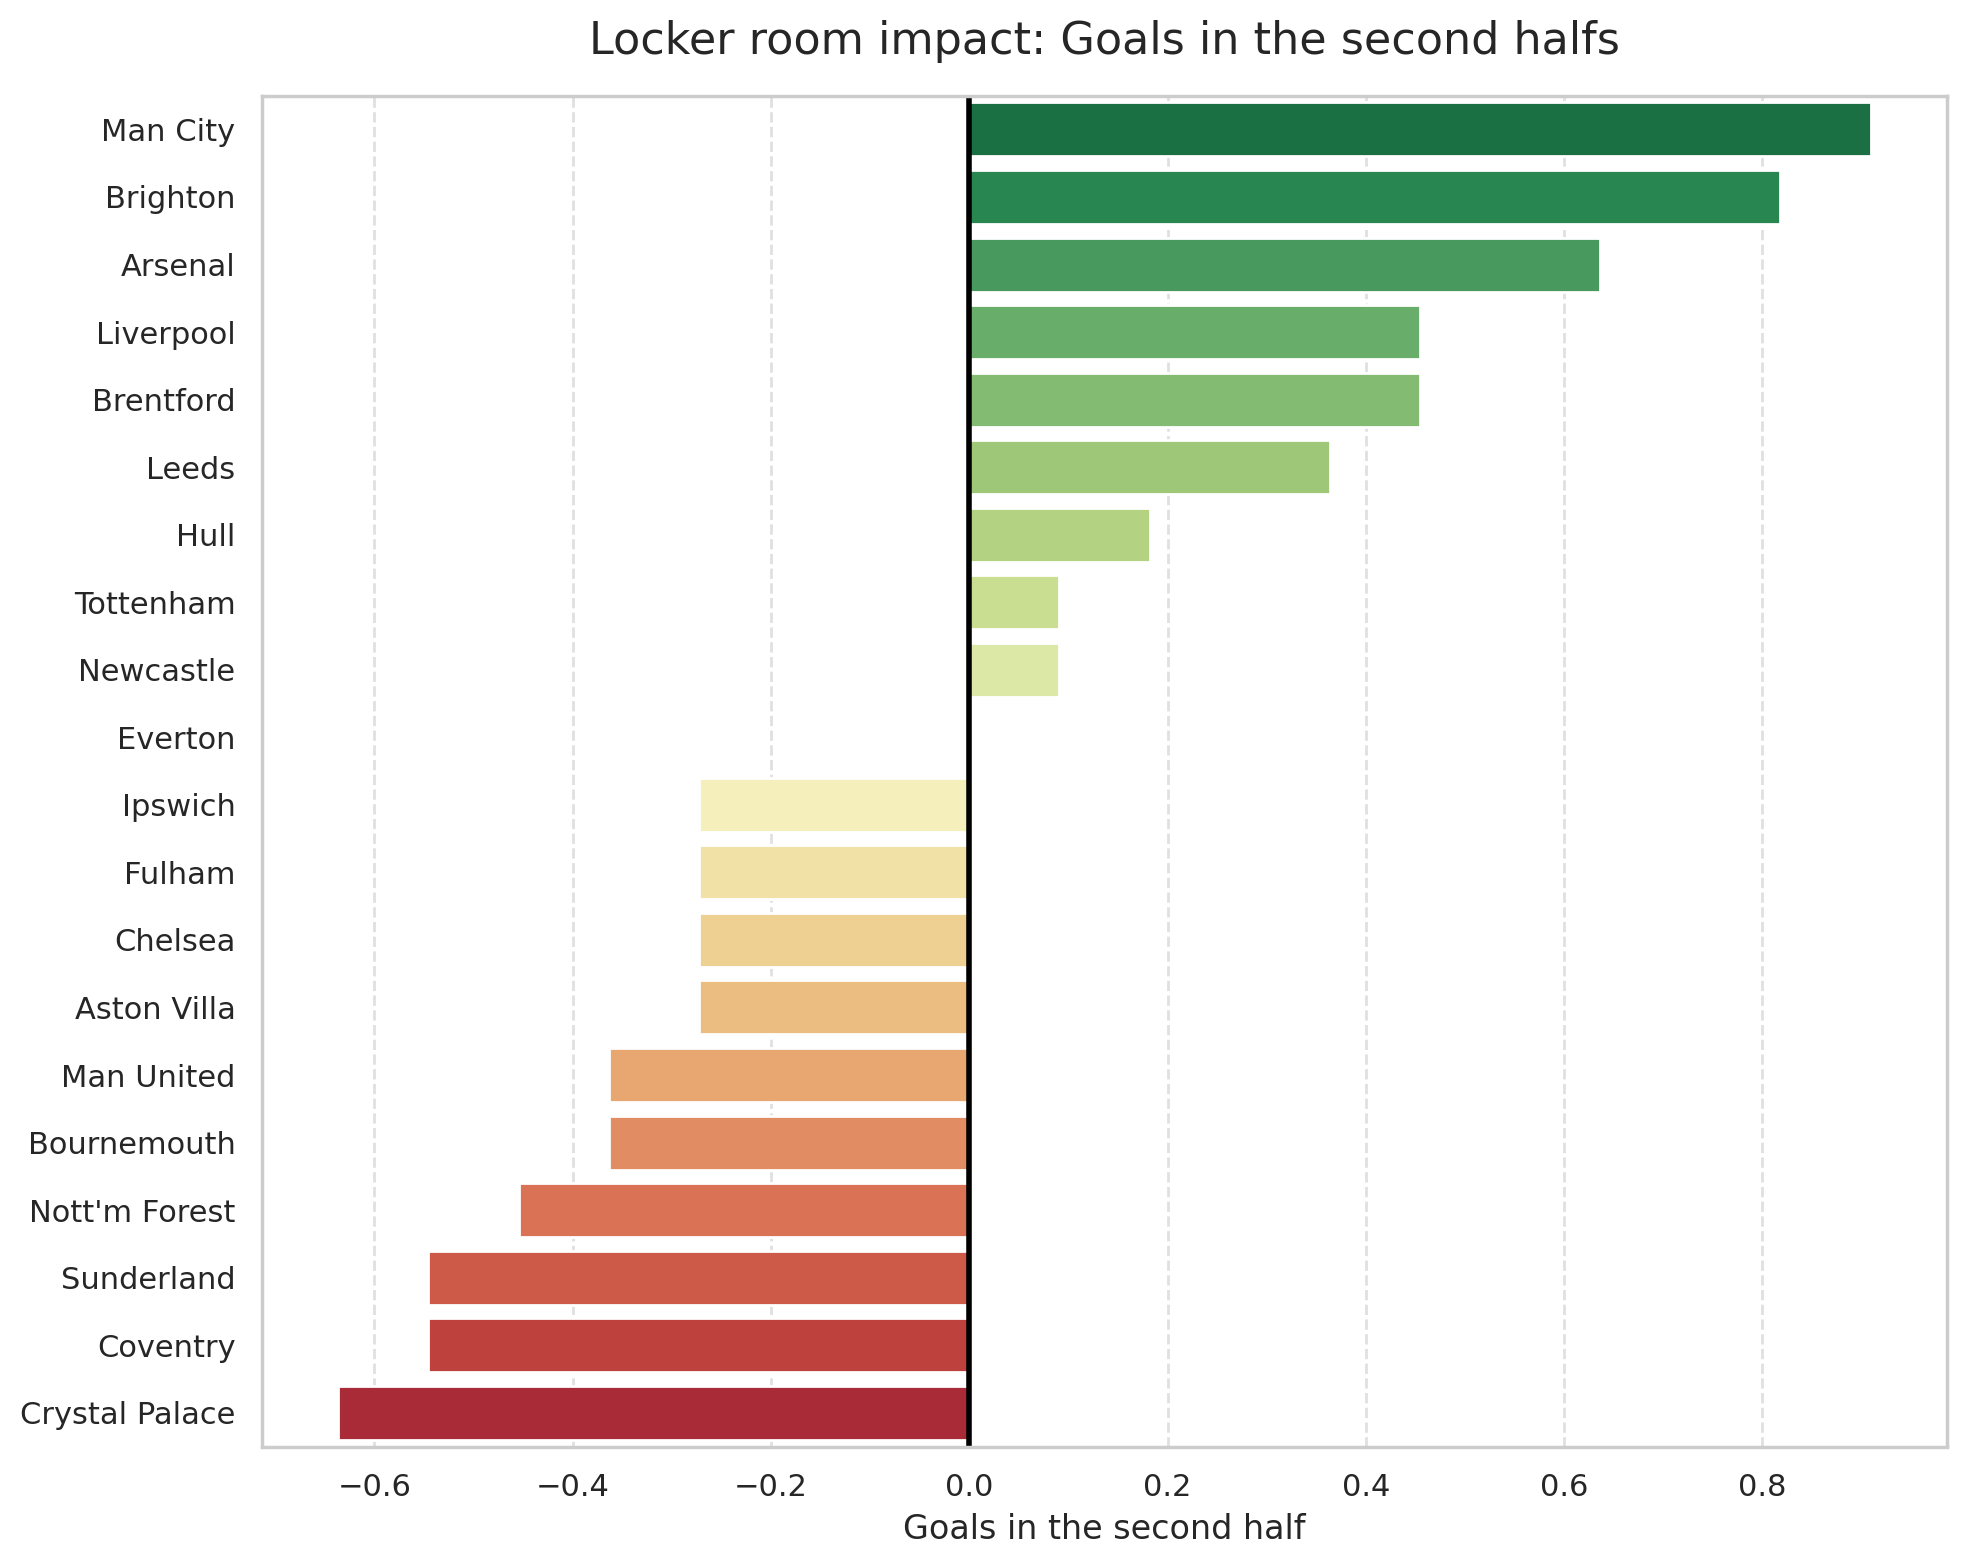 Locker room impact: Goals in the second halfs
Man City
Brighton
Arsenal
Liverpool
Brentford
Leeds
Hull
Tottenham
Newcastle
Everton
Ipswich
Fulham
Chelsea
Aston Villa
Man United
Bournemouth
Nott'm Forest
Sunderland
Coventry
Crystal Palace
−0.6 −0.4 −0.2 0.0 0.2 0.4 0.6 0.8
Goals in the second half